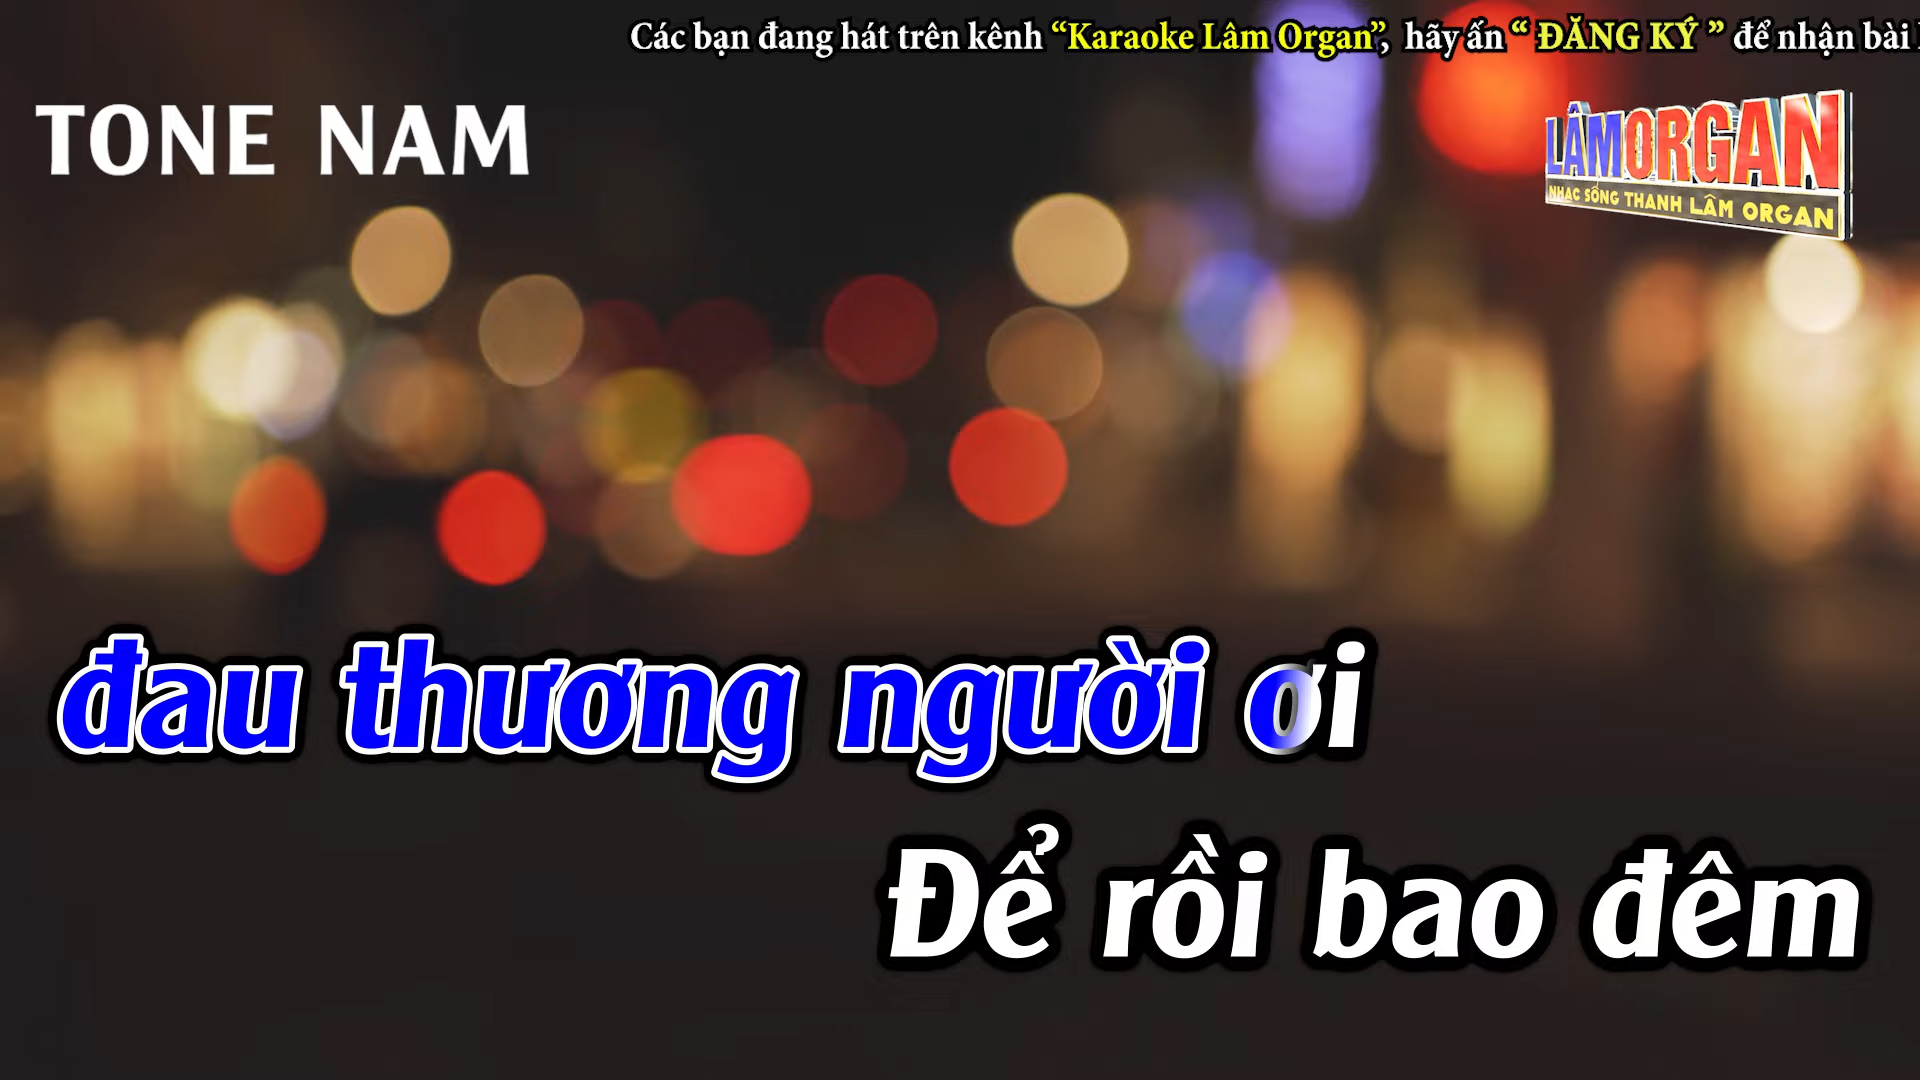 Các bạn đang hát trên kênh “Karaoke Lâm Organ”, hãy ấn “ ĐĂNG KÝ ” để nhận bài
TONE NAM
LÂMORGAN
NHẠC SỐNG THANH LÂM ORGAN
đau thương người ơi
Để rồi bao đêm